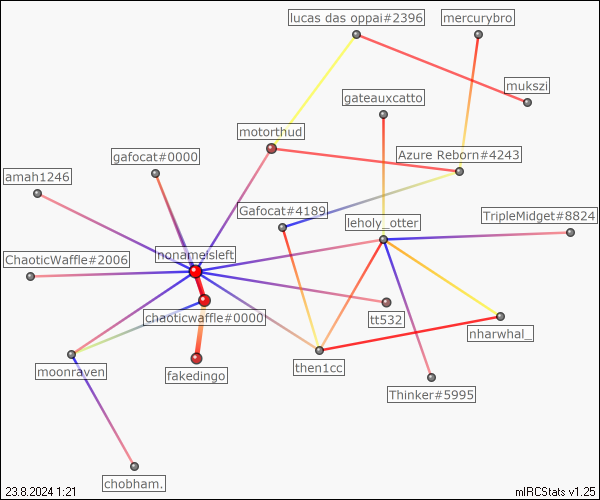 lucas das oppai#2396
mercurybro
mukszi
gateauxcatto
motorthud
gafocat#0000
Azure Reborn#4243
amah1246
Gafocat#4189
TripleMidget#8824
leholy_otter
nonameisleft
ChaoticWaffle#2006
chaoticwaffle#0000
tt532
nharwhal_
moonraven
fakedingo
then1cc
Thinker#5995
chobham.
23.8.2024 1:21
mIRCStats v1.25